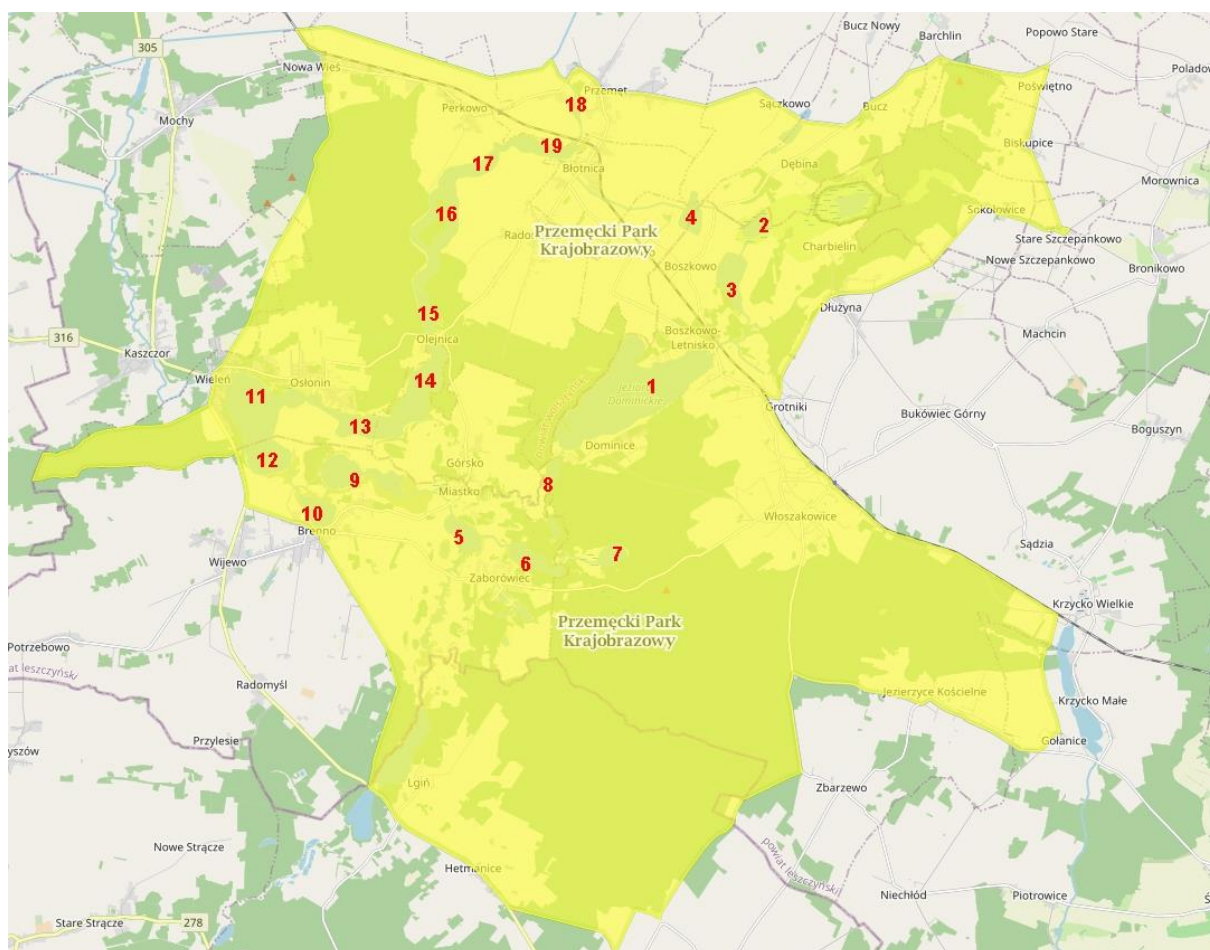 Bucz Nowy
Barchlin
Popowo Stare
305
Nowa Wieś
Przemęt
Poladow
Poświętno
18
Sączkowo
Bucz
Perkowo
Mochy
19
Biskupice
17
Błotnica
Dębina
Morownica
16
4
2
Sokołowice
Przemęcki Park
Krajobrazowy
Charbielin
Stare Szczepankowo
Nowe Szczepankowo
Boszkowo
Bronikowo
3
15
Dłużyna
316
Olejnica
Boszkowo-
Letnisko
Machcin
Kaszczor
Wieleń
Osłonin
14
1
Jezioro
Dominickie
11
Grotniki
Bukówiec Górny
13
Boguszyn
Dominice
12
Górsko
9
8
Miastko
10
Brenno
Włoszakowice
5
Sądzia
7
Wijewo
6
Zaborówiec
Krzycko Wielkie
Przemęcki Park
Krajobrazowy
Potrzebowo
powiat leszczyński
Radomyśl
Jezierzyce Kościelne
Krzycko Małe
Przylesie
Gołanice
Lgiń
Zbarzewo
Nowe Strącze
powiat leszczyński
Hetmanice
Niechłód
Piotrowice
Stare Strącze
278